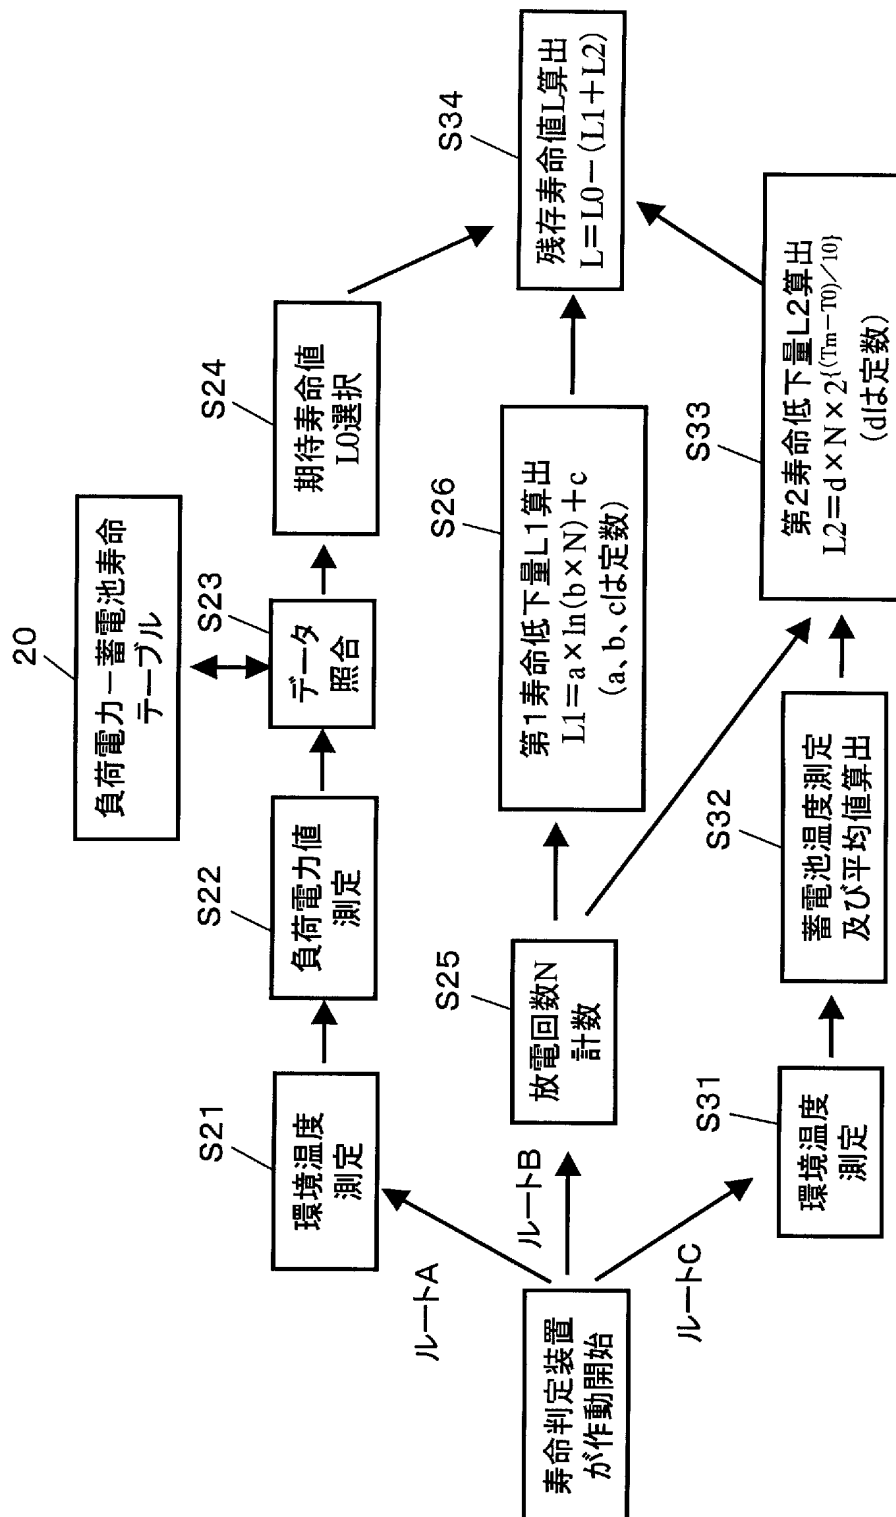 寿命判定装置
が作動開始
ルートA
ルートB
ルートC
S21
環境温度
測定
S22
負荷電力値
測定
20
負荷電力－蓄電池寿命
テーブル
S23
データ
照合
S24
期待寿命値
L0選択
S25
放電回数N
計数
S26
第1寿命低下量L1算出
L1＝a×ln(b×N)＋c
(a、b、cは定数)
S31
環境温度
測定
S32
蓄電池温度測定
及び平均値算出
S33
第2寿命低下量L2算出
L2＝d×N×2{(Tm−T0)／10}
(dは定数)
S34
残存寿命値L算出
L＝L0−(L1＋L2)